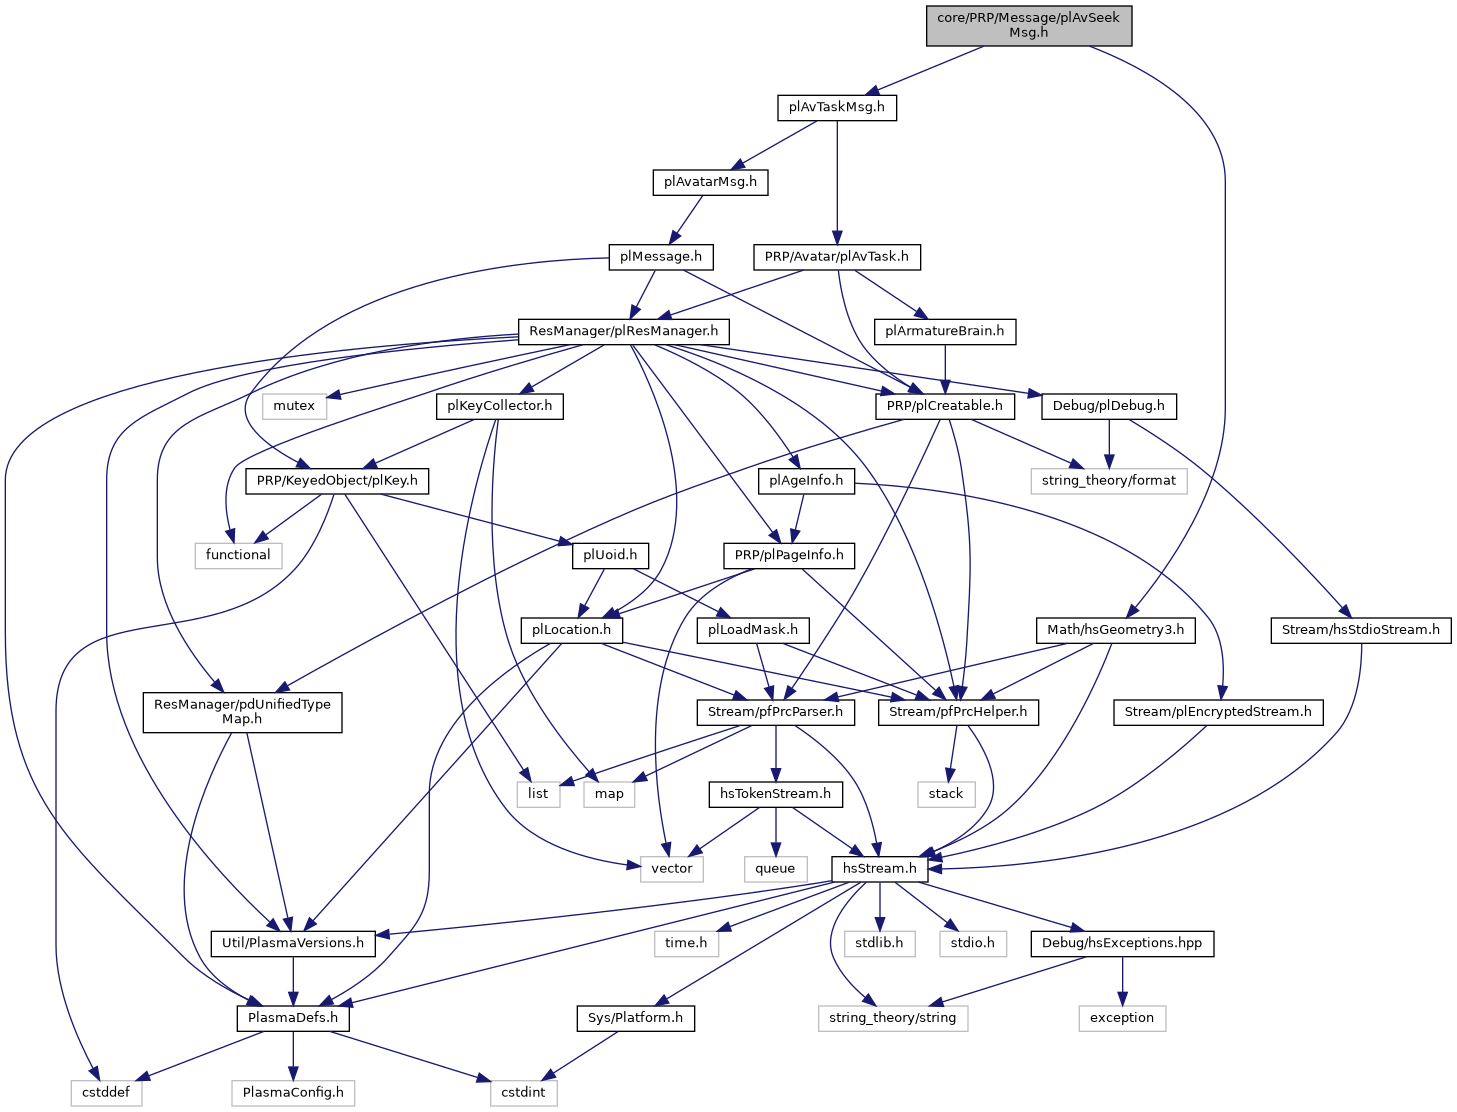 core/PRP/Message/plAvSeek
Msg.h
plAvTaskMsg.h
plAvatarMsg.h
plMessage.h
PRP/Avatar/plAvTask.h
ResManager/plResManager.h
plArmatureBrain.h
mutex
plKeyCollector.h
PRP/plCreatable.h
Debug/plDebug.h
PRP/KeyedObject/plKey.h
plAgeInfo.h
string_theory/format
functional
plUoid.h
PRP/plPageInfo.h
plLocation.h
plLoadMask.h
Math/hsGeometry3.h
Stream/hsStdioStream.h
ResManager/pdUnifiedType
Map.h
Stream/pfPrcParser.h
Stream/pfPrcHelper.h
Stream/plEncryptedStream.h
list
map
hsTokenStream.h
stack
vector
queue
hsStream.h
Util/PlasmaVersions.h
time.h
stdlib.h
stdio.h
Debug/hsExceptions.hpp
PlasmaDefs.h
Sys/Platform.h
string_theory/string
exception
cstddef
PlasmaConfig.h
cstdint